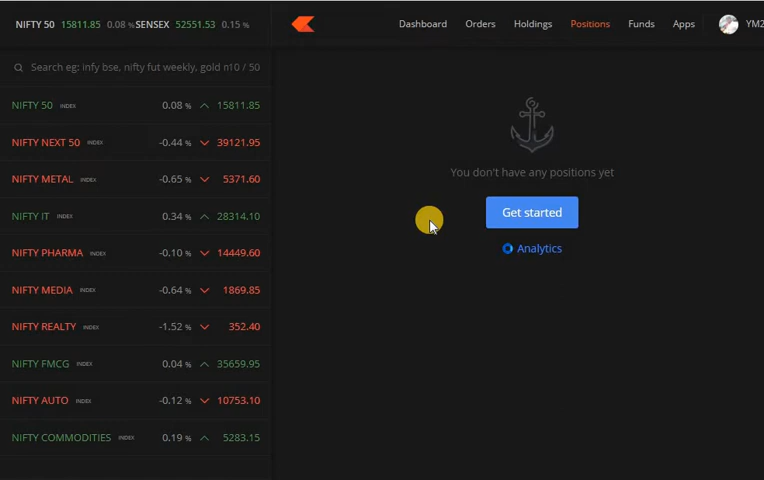 NIFTY 50 15811.85 0.08 % SENSEX 52551.53 0.15 %
Dashboard Orders Holdings Positions Funds Apps YM2
Search eg: infy bse, nifty fut weekly, gold m 10 / 50
NIFTY 50 INDEX 0.08 % 15811.85
NIFTY NEXT 50 INDEX -0.44 % 39121.95
NIFTY METAL INDEX -0.65 % 5371.60
NIFTY IT INDEX 0.34 % 28314.10
NIFTY PHARMA INDEX -0.10 % 14449.60
NIFTY MEDIA INDEX -0.64 % 1869.85
NIFTY REALTY INDEX -1.52 % 352.40
NIFTY FMCG INDEX 0.04 % 35659.95
NIFTY AUTO INDEX -0.12 % 10753.10
NIFTY COMMODITIES INDEX 0.19 % 5283.15
You don't have any positions yet
Get started
Analytics